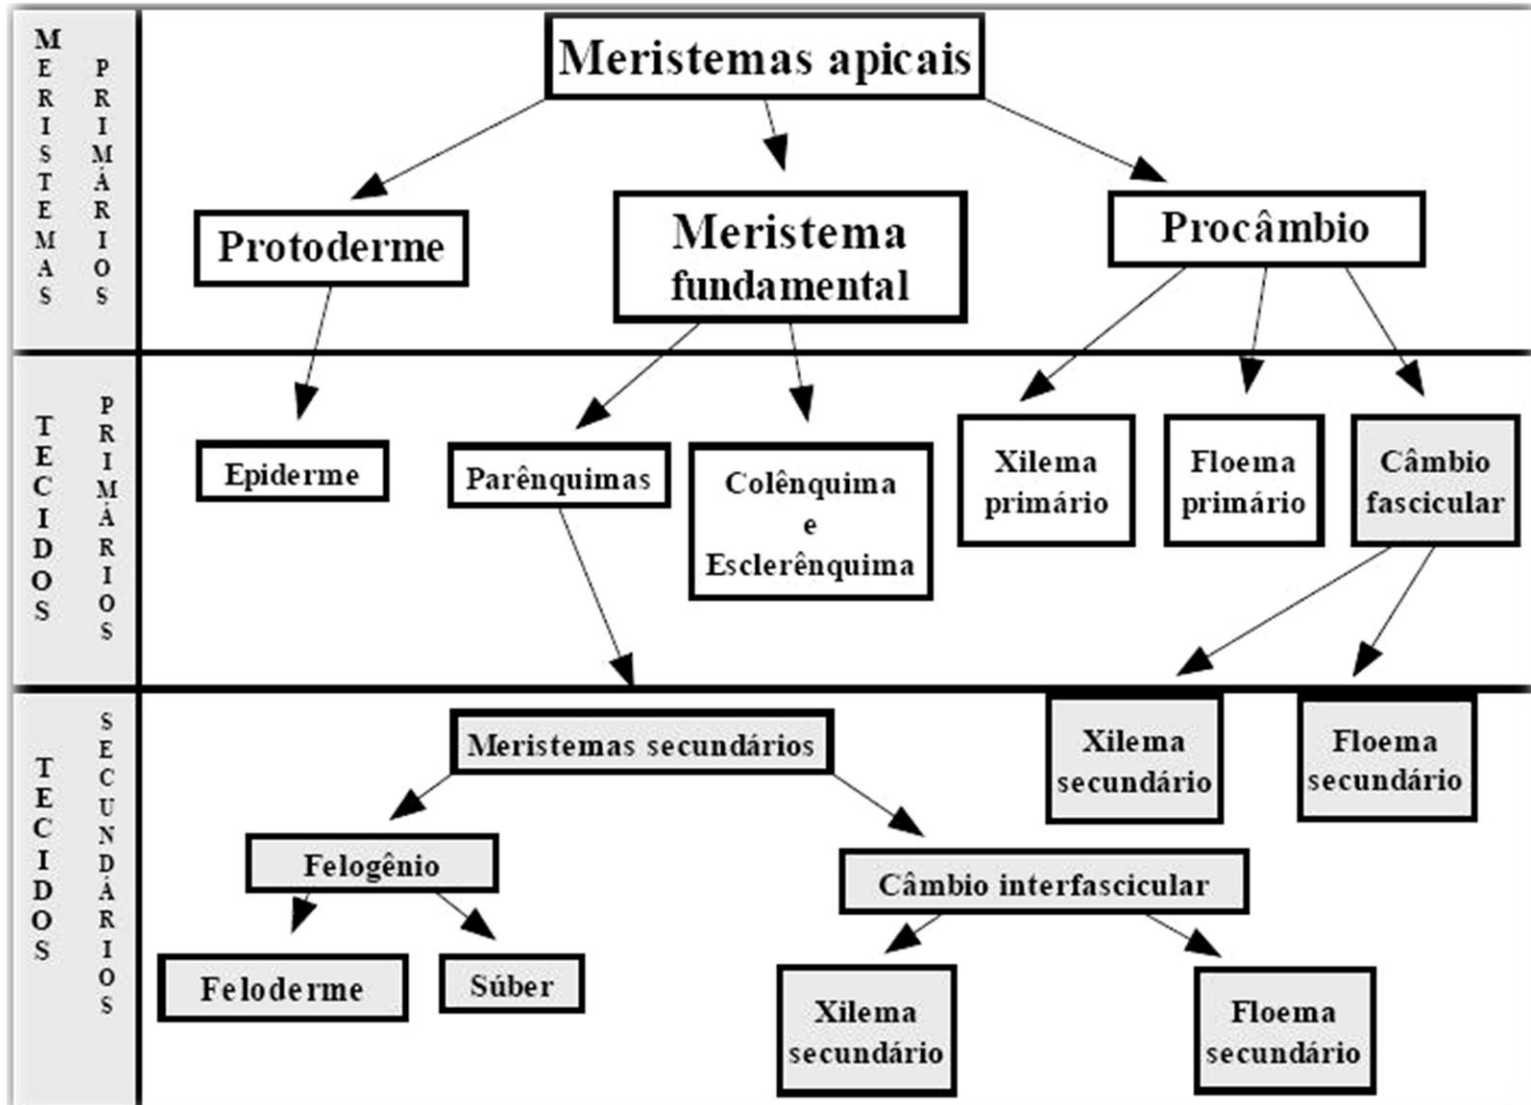 MERISTEMAS
PRIMÁRIOS
Meristemas apicais
Protoderme
Meristema
fundamental
Procâmbio
TECIDOS
PRIMÁRIOS
Epiderme
Parênquimas
Colênquima
e
Esclerênquima
Xilema
primário
Floema
primário
Câmbio
fascicular
TECIDOS
SECUNDÁRIOS
Meristemas secundários
Xilema
secundário
Floema
secundário
Felogênio
Câmbio interfascicular
Feloderme
Súber
Xilema
secundário
Floema
secundário